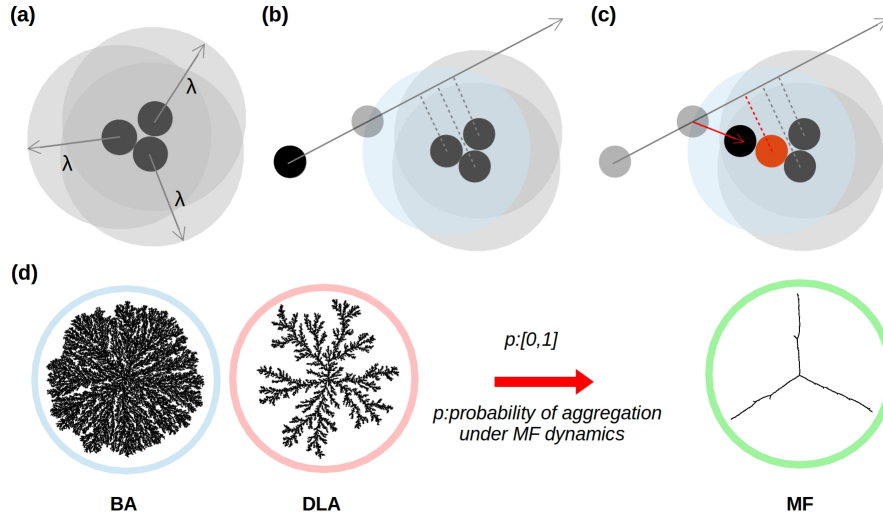 (a)
(b)
(c)
λ
λ
λ
(d)
p:[0,1]
p:probability of aggregation
under MF dynamics
BA
DLA
MF